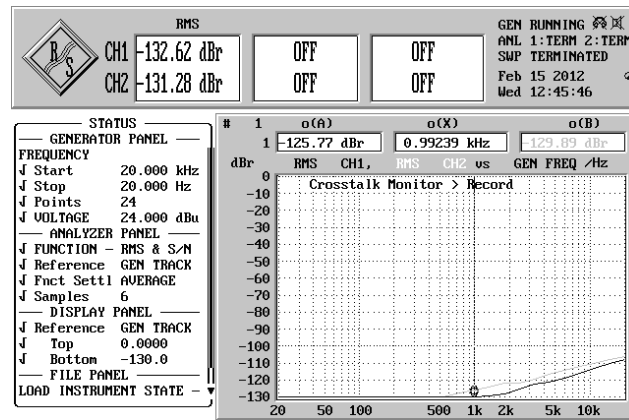 RMS
CH1 -132.62 dBr OFF OFF
CH2 -131.28 dBr OFF OFF
GEN RUNNING
ANL 1:TERM 2:TERM
SWP TERMINATED
Feb 15 2012
Wed 12:45:46
R S
STATUS
GENERATOR PANEL
FREQUENCY
Start 20.000 kHz
Stop 20.000 Hz
Points 24
VOLTAGE 24.000 dBu
ANALYZER PANEL
FUNCTION - RMS & S/N
Reference GEN TRACK
Fnct Settl AVERAGE
Samples 6
DISPLAY PANEL
Reference GEN TRACK
Top 0.0000
Bottom -130.0
FILE PANEL
LOAD INSTRUMENT STATE -
# 1 o(A) o(X) o(B)
1 -125.77 dBr 0.99239 kHz -129.89 dBr
dBr RMS CH1, RMS CH2 vs GEN FREQ /Hz
Crosstalk Monitor > Record
0
-10
-20
-30
-40
-50
-60
-70
-80
-90
-100
-110
-120
-130
20 50 100 500 1k 2k 5k 10k